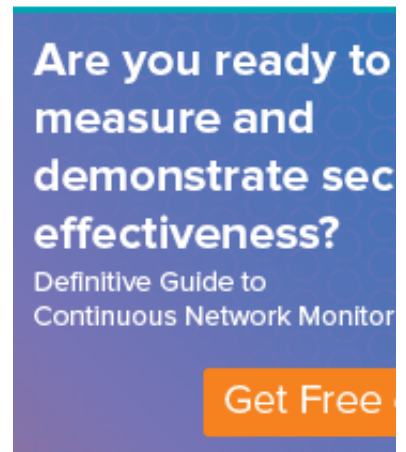 Are you ready to
measure and
demonstrate sec
effectiveness?
Definitive Guide to
Continuous Network Monitor
Get Free